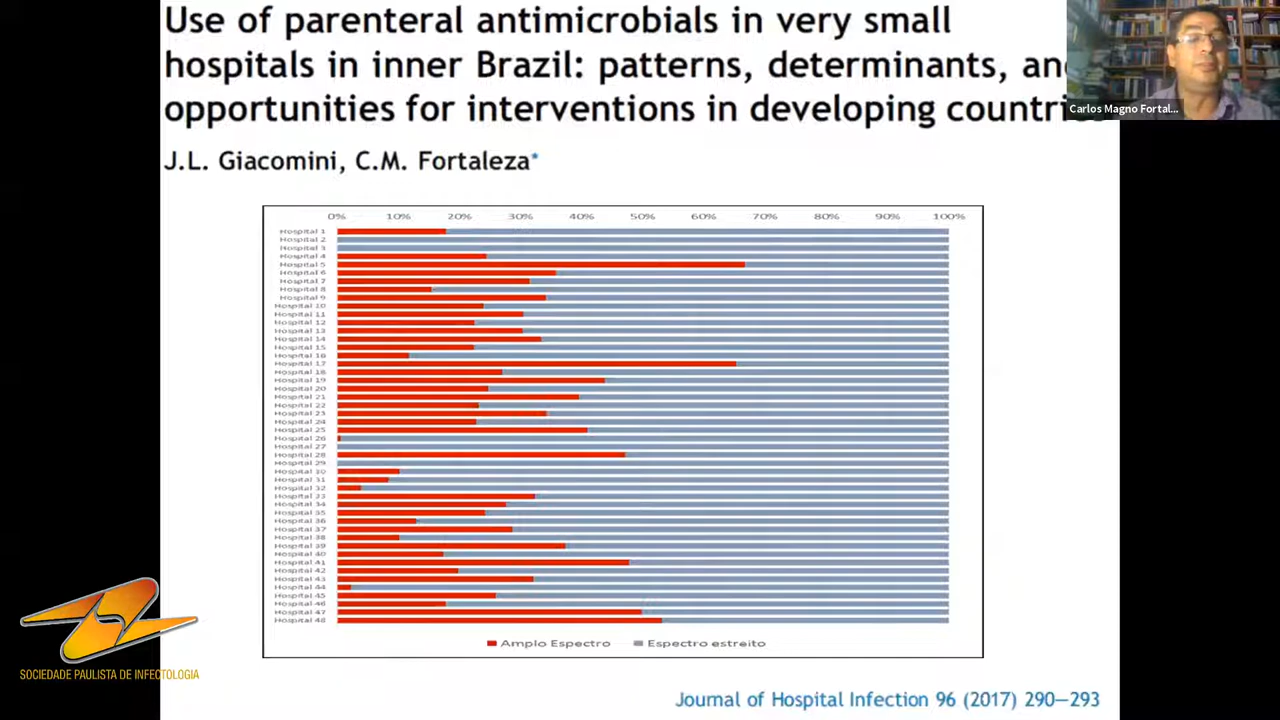 Use of parenteral antimicrobials in very small
hospitals in inner Brazil: patterns, determinants, and
opportunities for interventions in developing countries
J.L. Giacomini, C.M. Fortaleza*
Carlos Magno Fortal...
0% 10% 20% 30% 40% 50% 60% 70% 80% 90% 100%
Hospital 1
Hospital 2
Hospital 3
Hospital 4
Hospital 5
Hospital 6
Hospital 7
Hospital 8
Hospital 9
Hospital 10
Hospital 11
Hospital 12
Hospital 13
Hospital 14
Hospital 15
Hospital 16
Hospital 17
Hospital 18
Hospital 19
Hospital 20
Hospital 21
Hospital 22
Hospital 23
Hospital 24
Hospital 25
Hospital 26
Hospital 27
Hospital 28
Hospital 29
Hospital 30
Hospital 31
Hospital 32
Hospital 33
Hospital 34
Hospital 35
Hospital 36
Hospital 37
Hospital 38
Hospital 39
Hospital 40
Hospital 41
Hospital 42
Hospital 43
Hospital 44
Hospital 45
Hospital 46
Hospital 47
Hospital 48
Amplo Espectro Espectro estreito
SOCIEDADE PAULISTA DE INFECTOLOGIA
Journal of Hospital Infection 96 (2017) 290–293